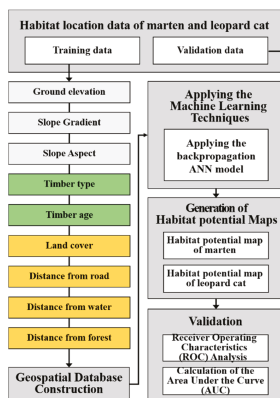 Habitat location data of marten and leopard cat
Training data
Validation data
Ground elevation
Slope Gradient
Slope Aspect
Timber type
Timber age
Land cover
Distance from road
Distance from water
Distance from forest
Geospatial Database
Construction
Applying the
Machine Learning
Techniques
Applying the
backpropagation
ANN model
Generation of
Habitat potential Maps
Habitat potential map
of marten
Habitat potential map
of leopard cat
Validation
Receiver Operating
Characteristics
(ROC) Analysis
Calculation of the
Area Under the Curve
(AUC)